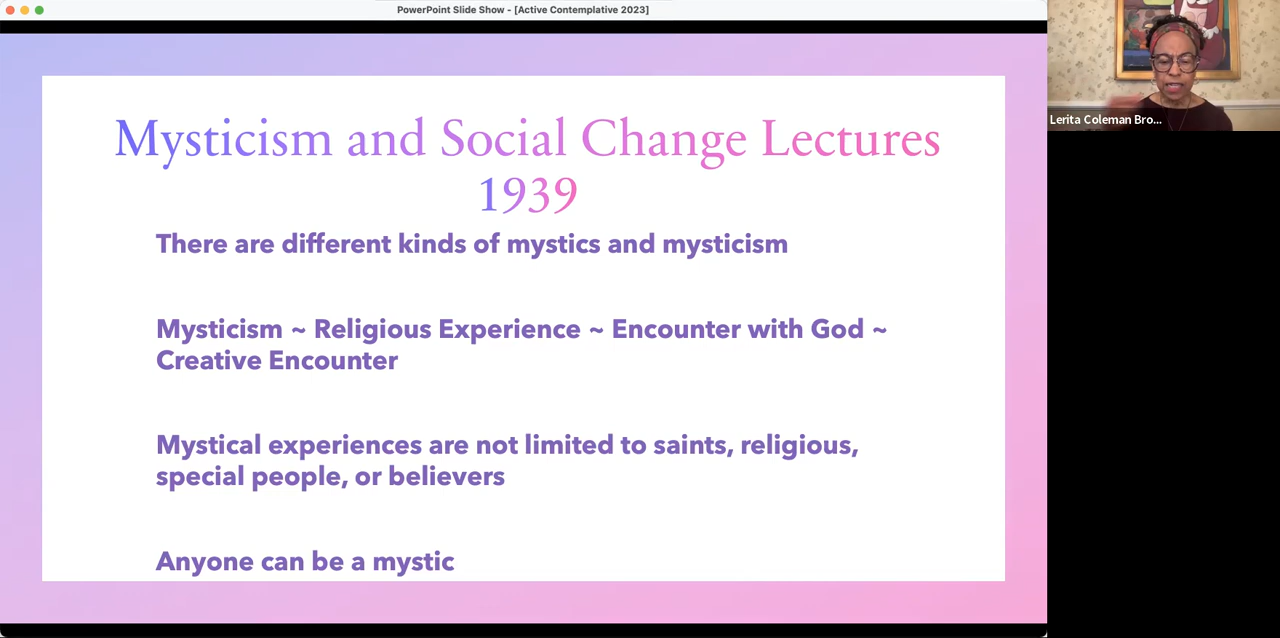 PowerPoint Slide Show - [Active Contemplative 2023]
Mysticism and Social Change Lectures
1939
There are different kinds of mystics and mysticism
Mysticism ~ Religious Experience ~ Encounter with God ~
Creative Encounter
Mystical experiences are not limited to saints, religious,
special people, or believers
Anyone can be a mystic
Lerita Coleman Bro...